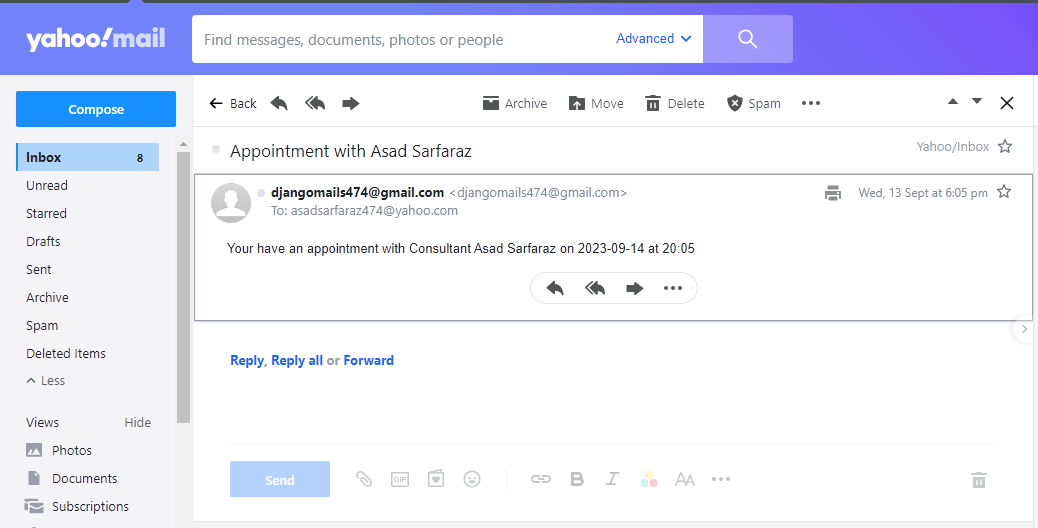 yahoo!mail
Find messages, documents, photos or people Advanced
Compose
Back Archive Move Delete Spam
Inbox 8
Unread
Starred
Drafts
Sent
Archive
Spam
Deleted Items
Less
Views Hide
Photos
Documents
Subscriptions
Appointment with Asad Sarfaraz Yahoo/Inbox
djangomails474@gmail.com <djangomails474@gmail.com> Wed, 13 Sept at 6:05 pm
To: asadsarfaraz474@yahoo.com
Your have an appointment with Consultant Asad Sarfaraz on 2023-09-14 at 20:05
Reply, Reply all or Forward
Send GIF B I AA